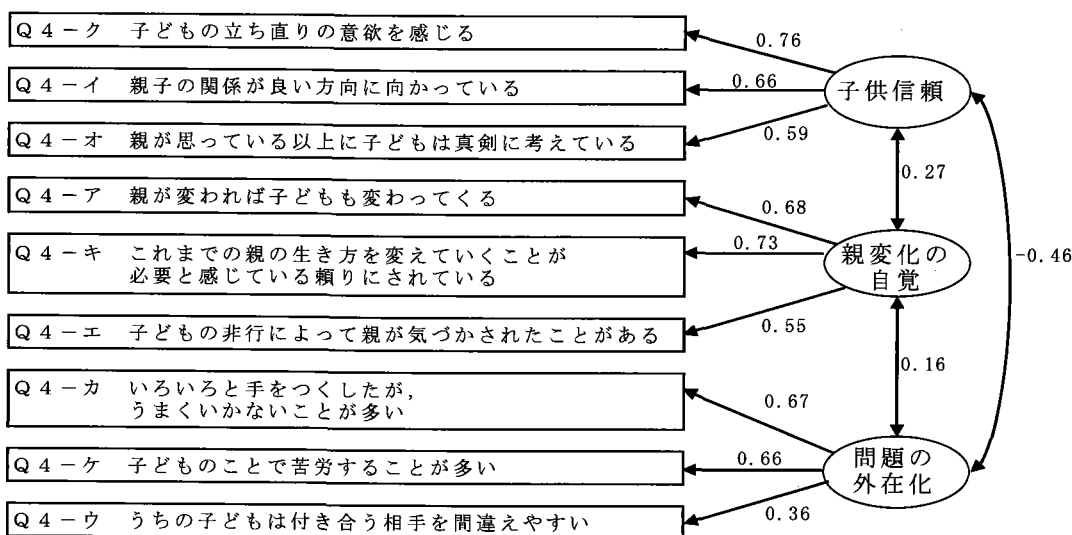 Q4-ク 子どもの立ち直りの意欲を感じる
0.76
Q4-イ 親子の関係が良い方向に向かっている
0.66
子供信頼
Q4-オ 親が思っている以上に子どもは真剣に考えている
0.59
0.27
Q4-ア 親が変われば子どもも変わってくる
0.68
Q4-キ これまでの親の生き方を変えていくことが
必要と感じている頼りにされている
0.73
親変化の
自覚
-0.46
Q4-エ 子どもの非行によって親が気づかされたことがある
0.55
0.16
Q4-カ いろいろと手をつくしたが,
うまくいかないことが多い
0.67
Q4-ケ 子どものことで苦労することが多い
0.66
問題の
外在化
Q4-ウ うちの子どもは付き合う相手を間違えやすい
0.36